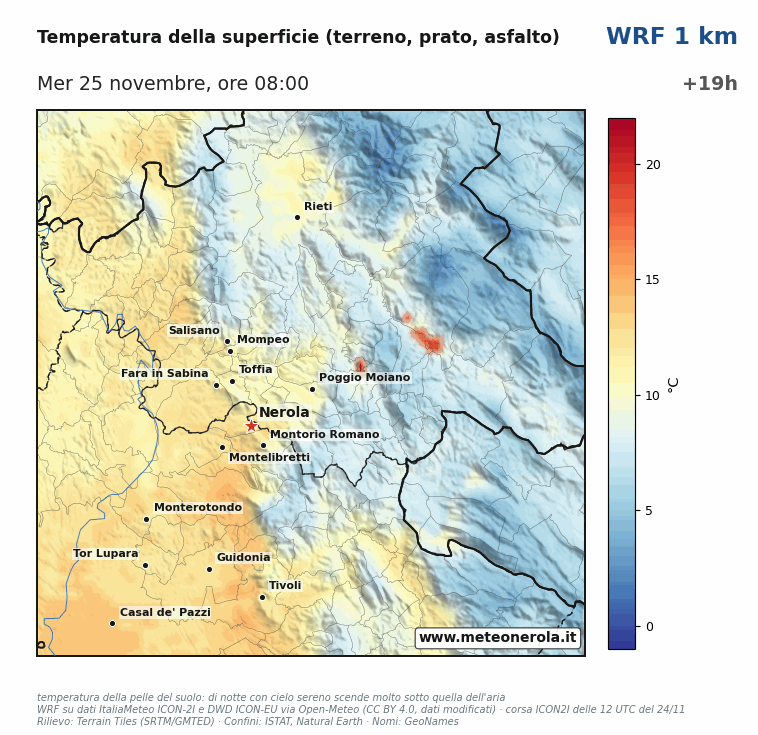 Temperatura della superficie (terreno, prato, asfalto)
WRF 1 km
Mer 25 novembre, ore 08:00
+19h
Rieti
Salisano
Mompeo
Fara in Sabina
Toffia
Poggio Moiano
Nerola
Montorio Romano
Montelibretti
Monterotondo
Tor Lupara
Guidonia
Tivoli
Casal de' Pazzi
www.meteonerola.it
20
15
10
5
0
°C
temperatura della pelle del suolo: di notte con cielo sereno scende molto sotto quella dell'aria
WRF su dati ItaliaMeteo ICON-2I e DWD ICON-EU via Open-Meteo (CC BY 4.0, dati modificati) · corsa ICON2I delle 12 UTC del 24/11
Rilievo: Terrain Tiles (SRTM/GMTED) · Confini: ISTAT, Natural Earth · Nomi: GeoNames